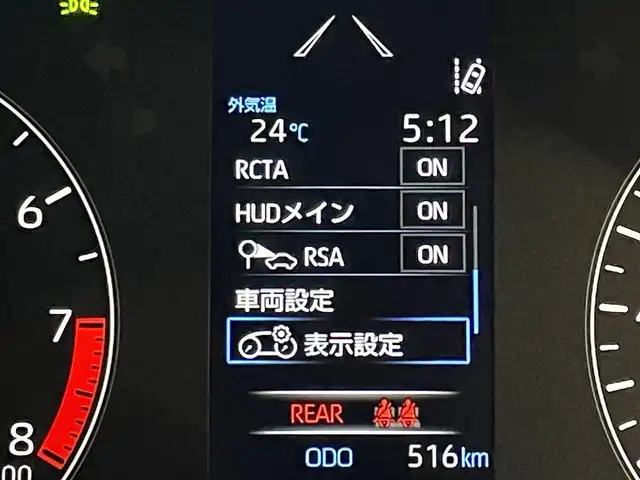 外気温
24℃ 5:12
RCTA ON
HUDメイン ON
RSA ON
車両設定
表示設定
REAR
ODO 516km
6
7
8
00